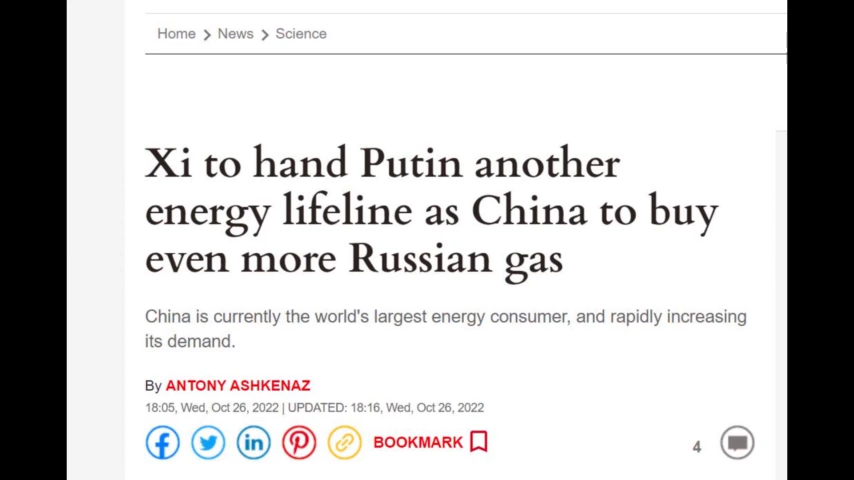 Home > News > Science
Xi to hand Putin another
energy lifeline as China to buy
even more Russian gas
China is currently the world's largest energy consumer, and rapidly increasing
its demand.
By ANTONY ASHKENAZ
18:05, Wed, Oct 26, 2022 | UPDATED: 18:16, Wed, Oct 26, 2022
BOOKMARK 4